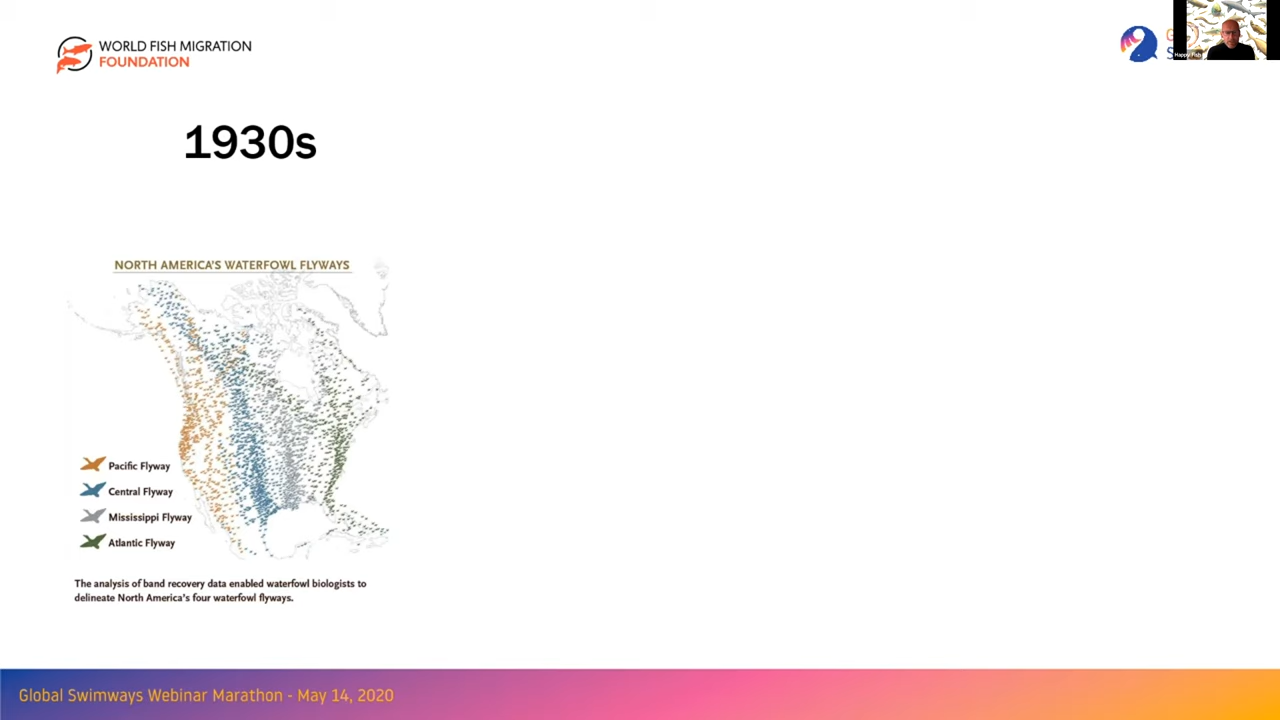 WORLD FISH MIGRATION
FOUNDATION
1930s
NORTH AMERICA'S WATERFOWL FLYWAYS
Pacific Flyway
Central Flyway
Mississippi Flyway
Atlantic Flyway
The analysis of band recovery data enabled waterfowl biologists to
delineate North America's four waterfowl flyways.
Global Swimways Webinar Marathon - May 14, 2020